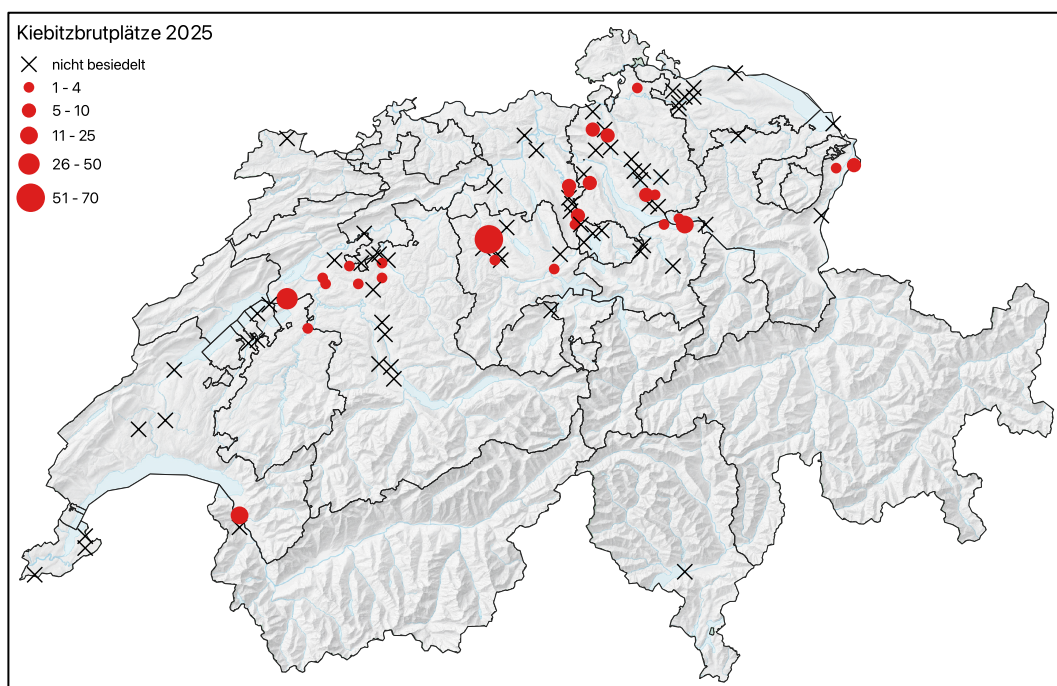 Kiebitzbrutplätze 2025
nicht besiedelt
1 - 4
5 - 10
11 - 25
26 - 50
51 - 70